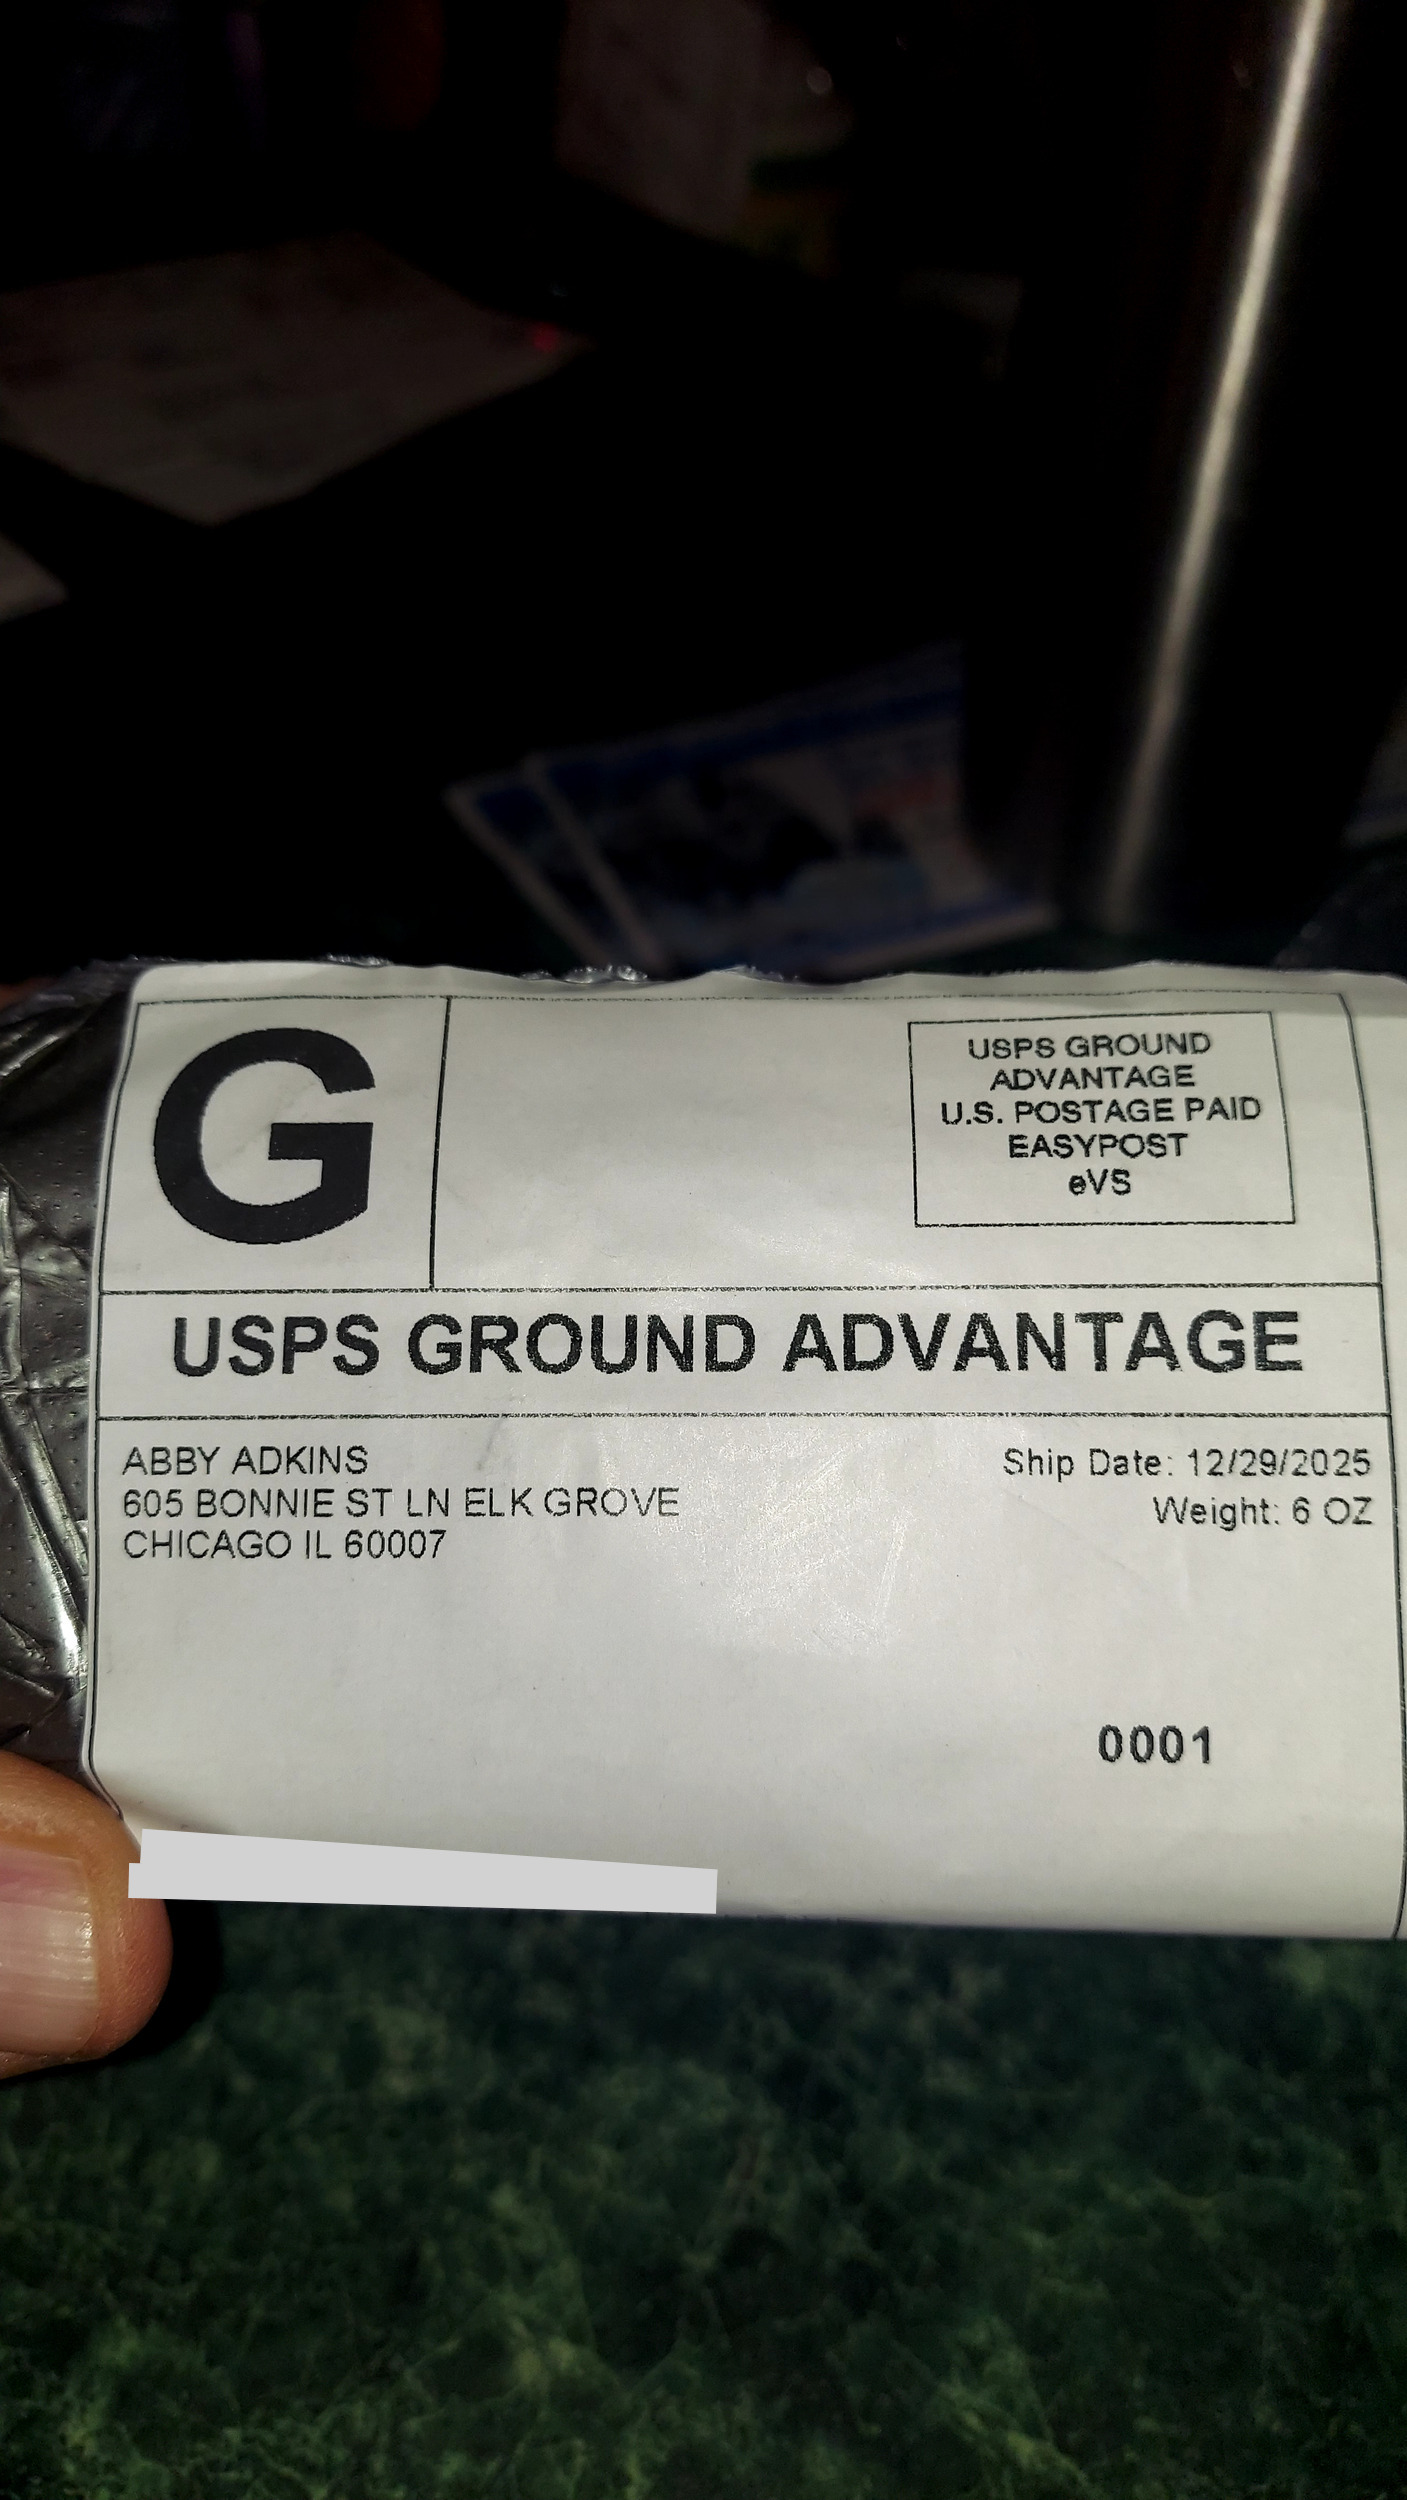 G
USPS GROUND
ADVANTAGE
U.S. POSTAGE PAID
EASYPOST
eVS
USPS GROUND ADVANTAGE
ABBY ADKINS
605 BONNIE ST LN ELK GROVE
CHICAGO IL 60007
Ship Date: 12/29/2025
Weight: 6 OZ
0001